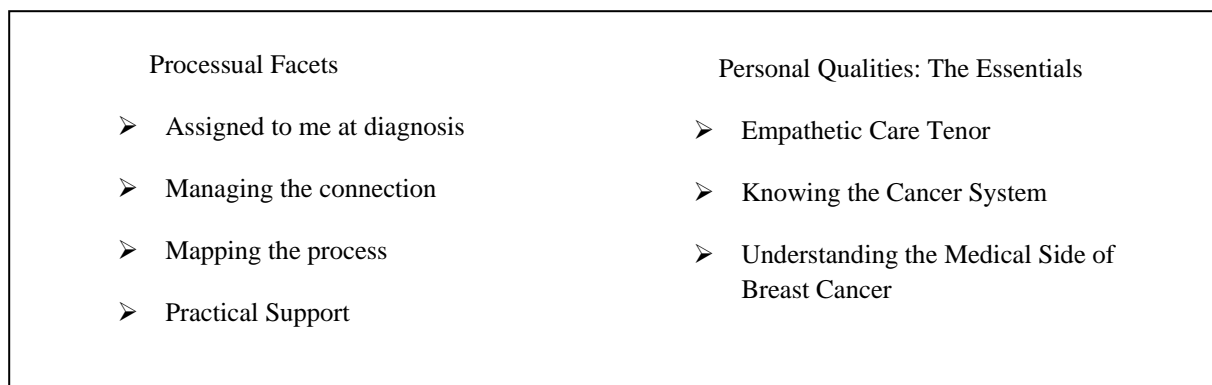 Processual Facets
➢ Assigned to me at diagnosis
➢ Managing the connection
➢ Mapping the process
➢ Practical Support
Personal Qualities: The Essentials
➢ Empathetic Care Tenor
➢ Knowing the Cancer System
➢ Understanding the Medical Side of
Breast Cancer